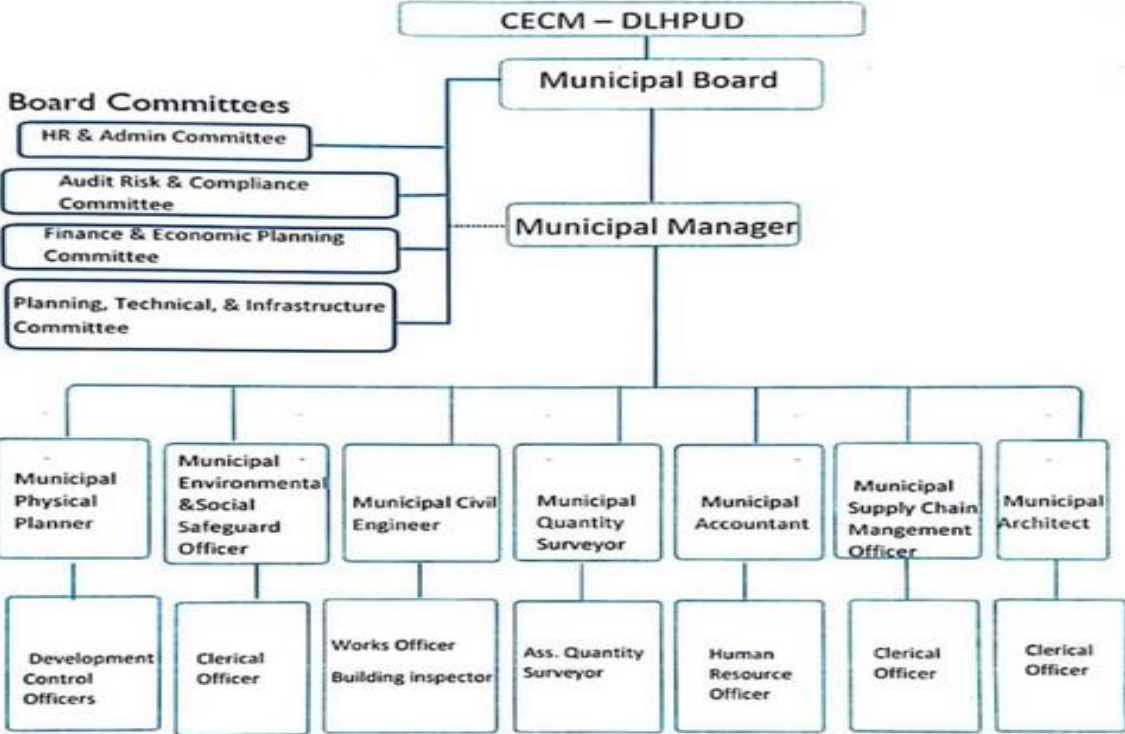 CECM – DLHPUD
Municipal Board
Board Committees
HR & Admin Committee
Audit Risk & Compliance
Committee
Finance & Economic Planning
Committee
Planning, Technical, & Infrastructure
Committee
Municipal Manager
Municipal
Physical
Planner
Municipal
Environmental
&Social
Safeguard
Officer
Municipal Civil
Engineer
Municipal
Quantity
Surveyor
Municipal
Accountant
Municipal
Supply Chain
Mangement
Officer
Municipal
Architect
Development
Control
Officers
Clerical
Officer
Works Officer
Building inspector
Ass. Quantity
Surveyor
Human
Resource
Officer
Clerical
Officer
Clerical
Officer